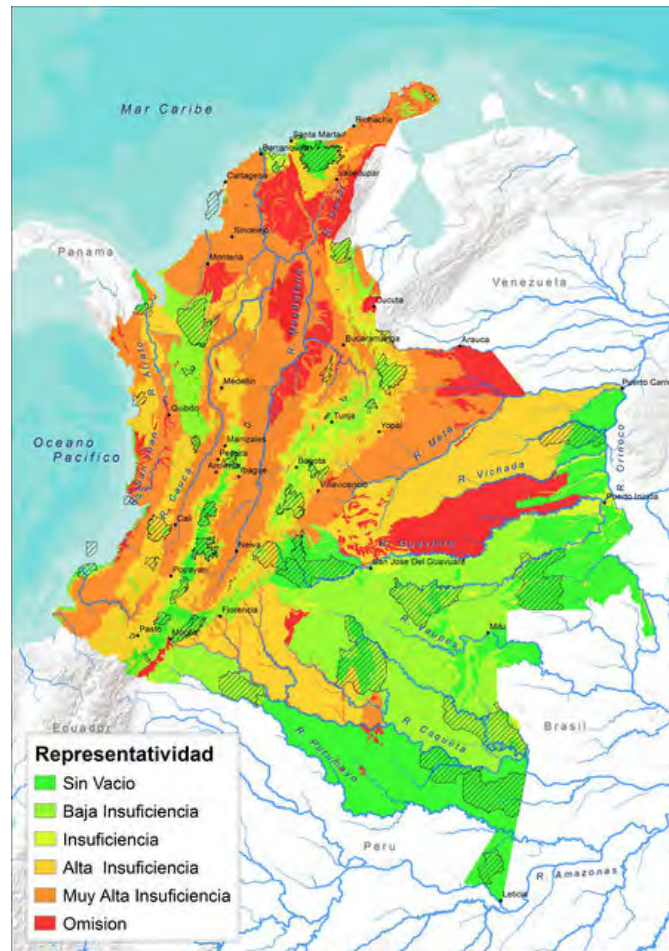 Mar Caribe
Riohacha
Santa Marta
Barranquilla
Cartagena
Valledupar
R. Cesar
Sincelejo
Panama
Monteria
Venezuela
Cucuta
R. Magdalena
Bucaramanga
Arauca
R. Atrato
Medellin
Puerto Carre
Quibdo
Tunja
Yopal
R. Orinoco
Oceano
Pacifico
R. San Juan
Manizales
Pereira
Armenia
Ibague
Bogota
R. Meta
R. Vichada
Villavicencio
R. Cauca
Puerto Inirida
Cali
R. Guaviare
Neiva
San Jose Del Guaviare
Popayan
Florencia
R. Vaupes
Mitu
Pasto
Mocoa
Ecuador
R. Caqueta
Brasil
R. Putumayo
Representatividad
Sin Vacio
Baja Insuficiencia
Insuficiencia
Alta Insuficiencia
Muy Alta Insuficiencia
Omision
Peru
R. Amazonas
Leticia